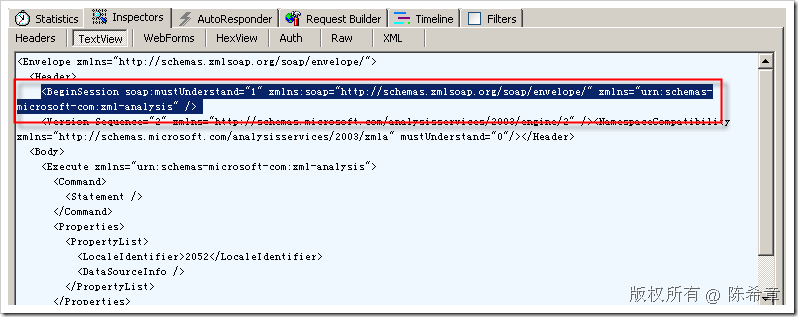 Statistics Inspectors AutoResponder Request Builder Timeline Filters
Headers TextView WebForms HexView Auth Raw XML
<Envelope xmlns="http://schemas.xmlsoap.org/soap/envelope/">
<Header>
<BeginSession soap:mustUnderstand="1" xmlns:soap="http://schemas.xmlsoap.org/soap/envelope/" xmlns="urn:schemas-
microsoft-com:xml-analysis" />
<Version Sequence="2" xmlns="http://schemas.microsoft.com/analysisservices/2003/engine/2" /><NamespaceCompatibility
xmlns="http://schemas.microsoft.com/analysisservices/2003/xmla" mustUnderstand="0"/></Header>
<Body>
<Execute xmlns="urn:schemas-microsoft-com:xml-analysis">
<Command>
<Statement />
</Command>
<Properties>
<PropertyList>
<LocaleIdentifier>2052</LocaleIdentifier>
<DataSourceInfo />
</PropertyList>
</Properties>
版权所有 @ 陈希章